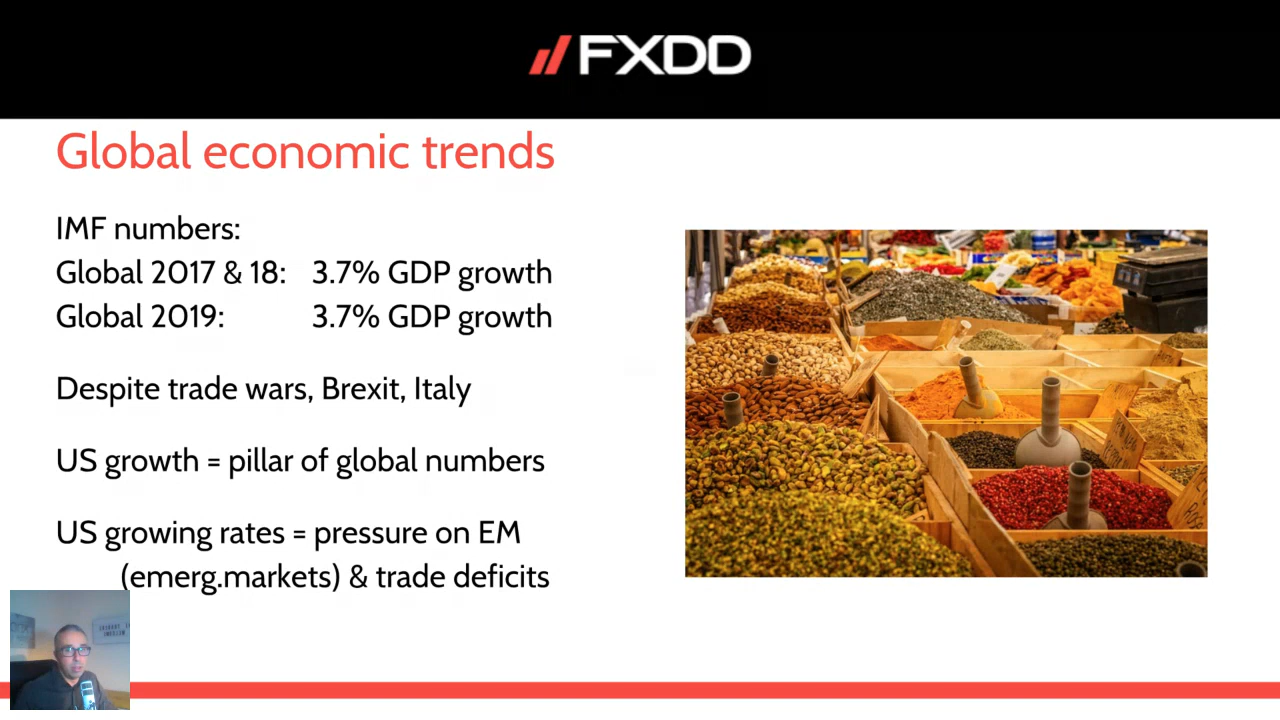 FXDD
Global economic trends
IMF numbers:
Global 2017 & 18: 3.7% GDP growth
Global 2019: 3.7% GDP growth
Despite trade wars, Brexit, Italy
US growth = pillar of global numbers
US growing rates = pressure on EM
(emerg.markets) & trade deficits